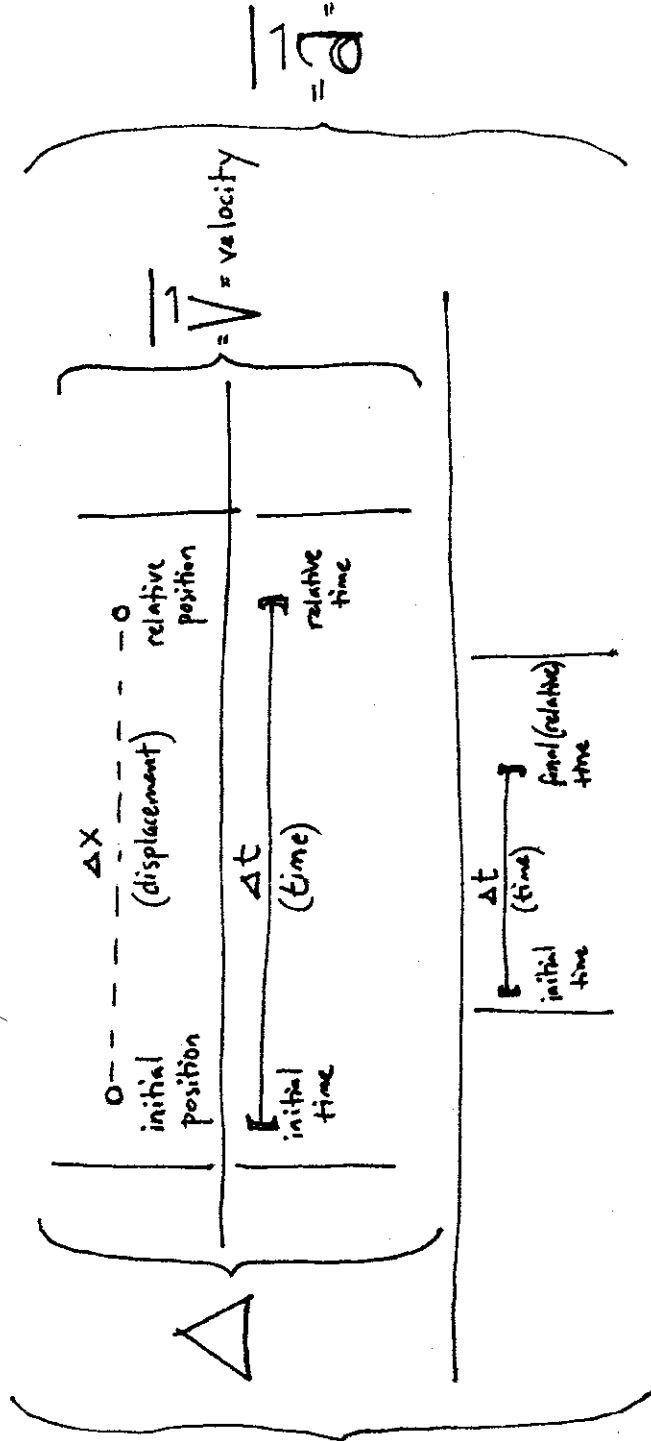 Δx
(displacement)
initial position
relative position
Δt
(time)
initial time
relative time
Δ
= V = velocity
Δt
(time)
initial time
final (relative) time
= a =